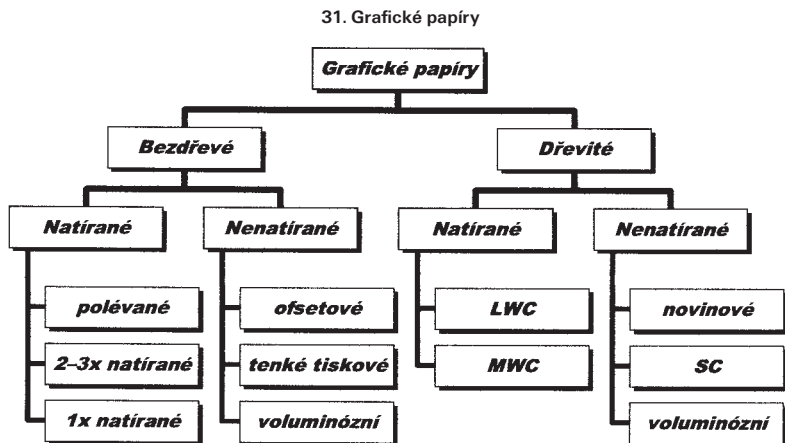 31. Grafické papíry
Grafické papíry
Bezdřevé
Dřevité
Natírané
Nenatírané
Natírané
Nenatírané
polévané
ofsetové
LWC
novinové
2–3x natírané
tenké tiskové
MWC
SC
1x natírané
voluminózní
voluminózní